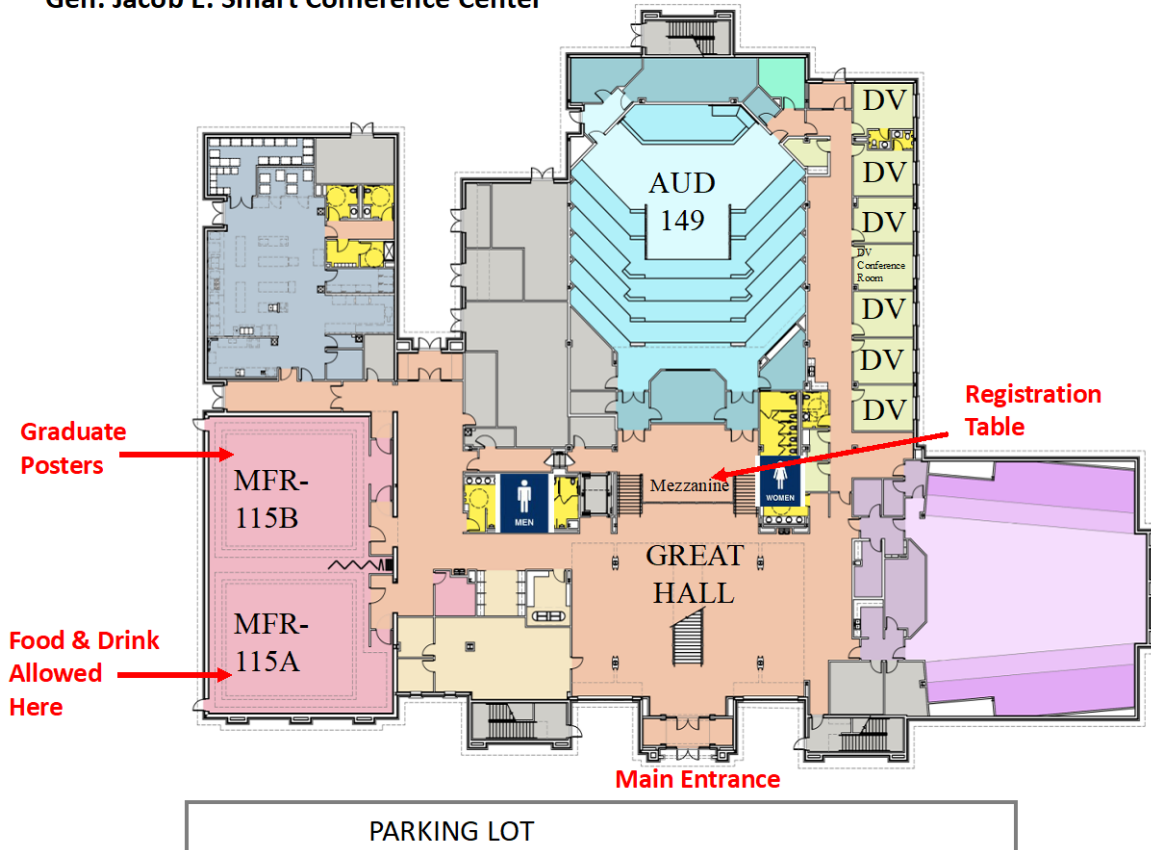 Gen. Jacob E. Smart Conference Center
DV
DV
AUD
149
DV
DV
Conference
Room
DV
DV
DV
Registration
Table
Graduate
Posters
MFR-
115B
MEN
Mezzanine
WOMEN
GREAT
HALL
MFR-
115A
Food & Drink
Allowed
Here
Main Entrance
PARKING LOT